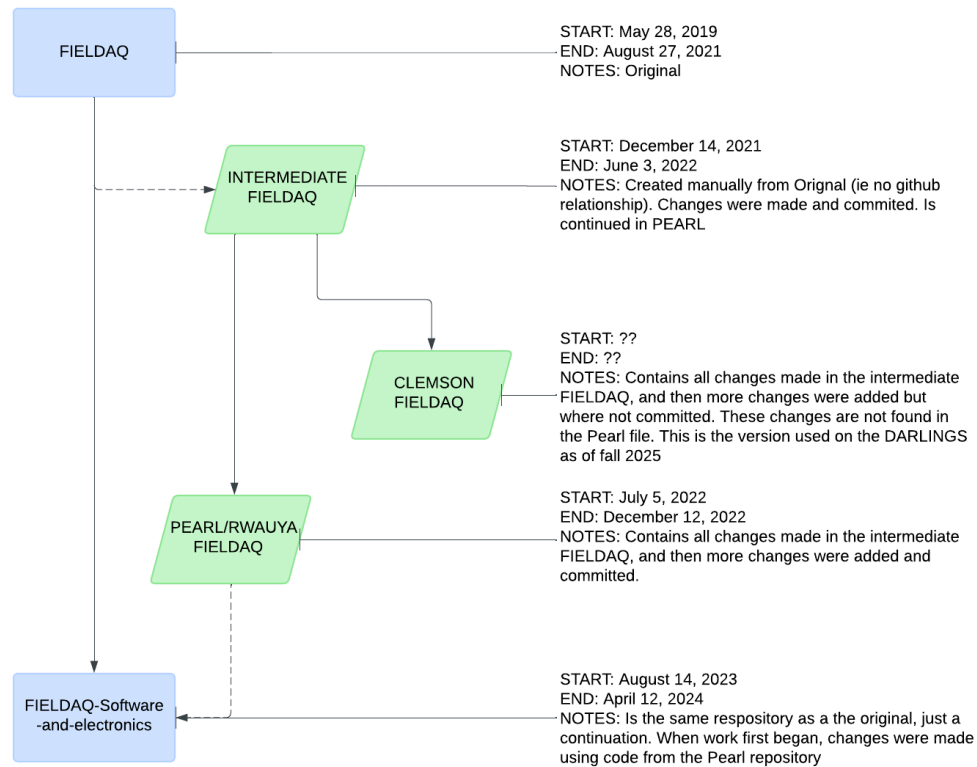 FIELDAQ
START: May 28, 2019
END: August 27, 2021
NOTES: Original
INTERMEDIATE
FIELDAQ
START: December 14, 2021
END: June 3, 2022
NOTES: Created manually from Orignal (ie no github
relationship). Changes were made and commited. Is
continued in PEARL
CLEMSON
FIELDAQ
START: ??
END: ??
NOTES: Contains all changes made in the intermediate
FIELDAQ, and then more changes were added but
where not committed. These changes are not found in
the Pearl file. This is the version used on the DARLINGS
as of fall 2025
PEARL/RWAUYA
FIELDAQ
START: July 5, 2022
END: December 12, 2022
NOTES: Contains all changes made in the intermediate
FIELDAQ, and then more changes were added and
committed.
FIELDAQ-Software
-and-electronics
START: August 14, 2023
END: April 12, 2024
NOTES: Is the same respository as a the original, just a
continuation. When work first began, changes were made
using code from the Pearl repository